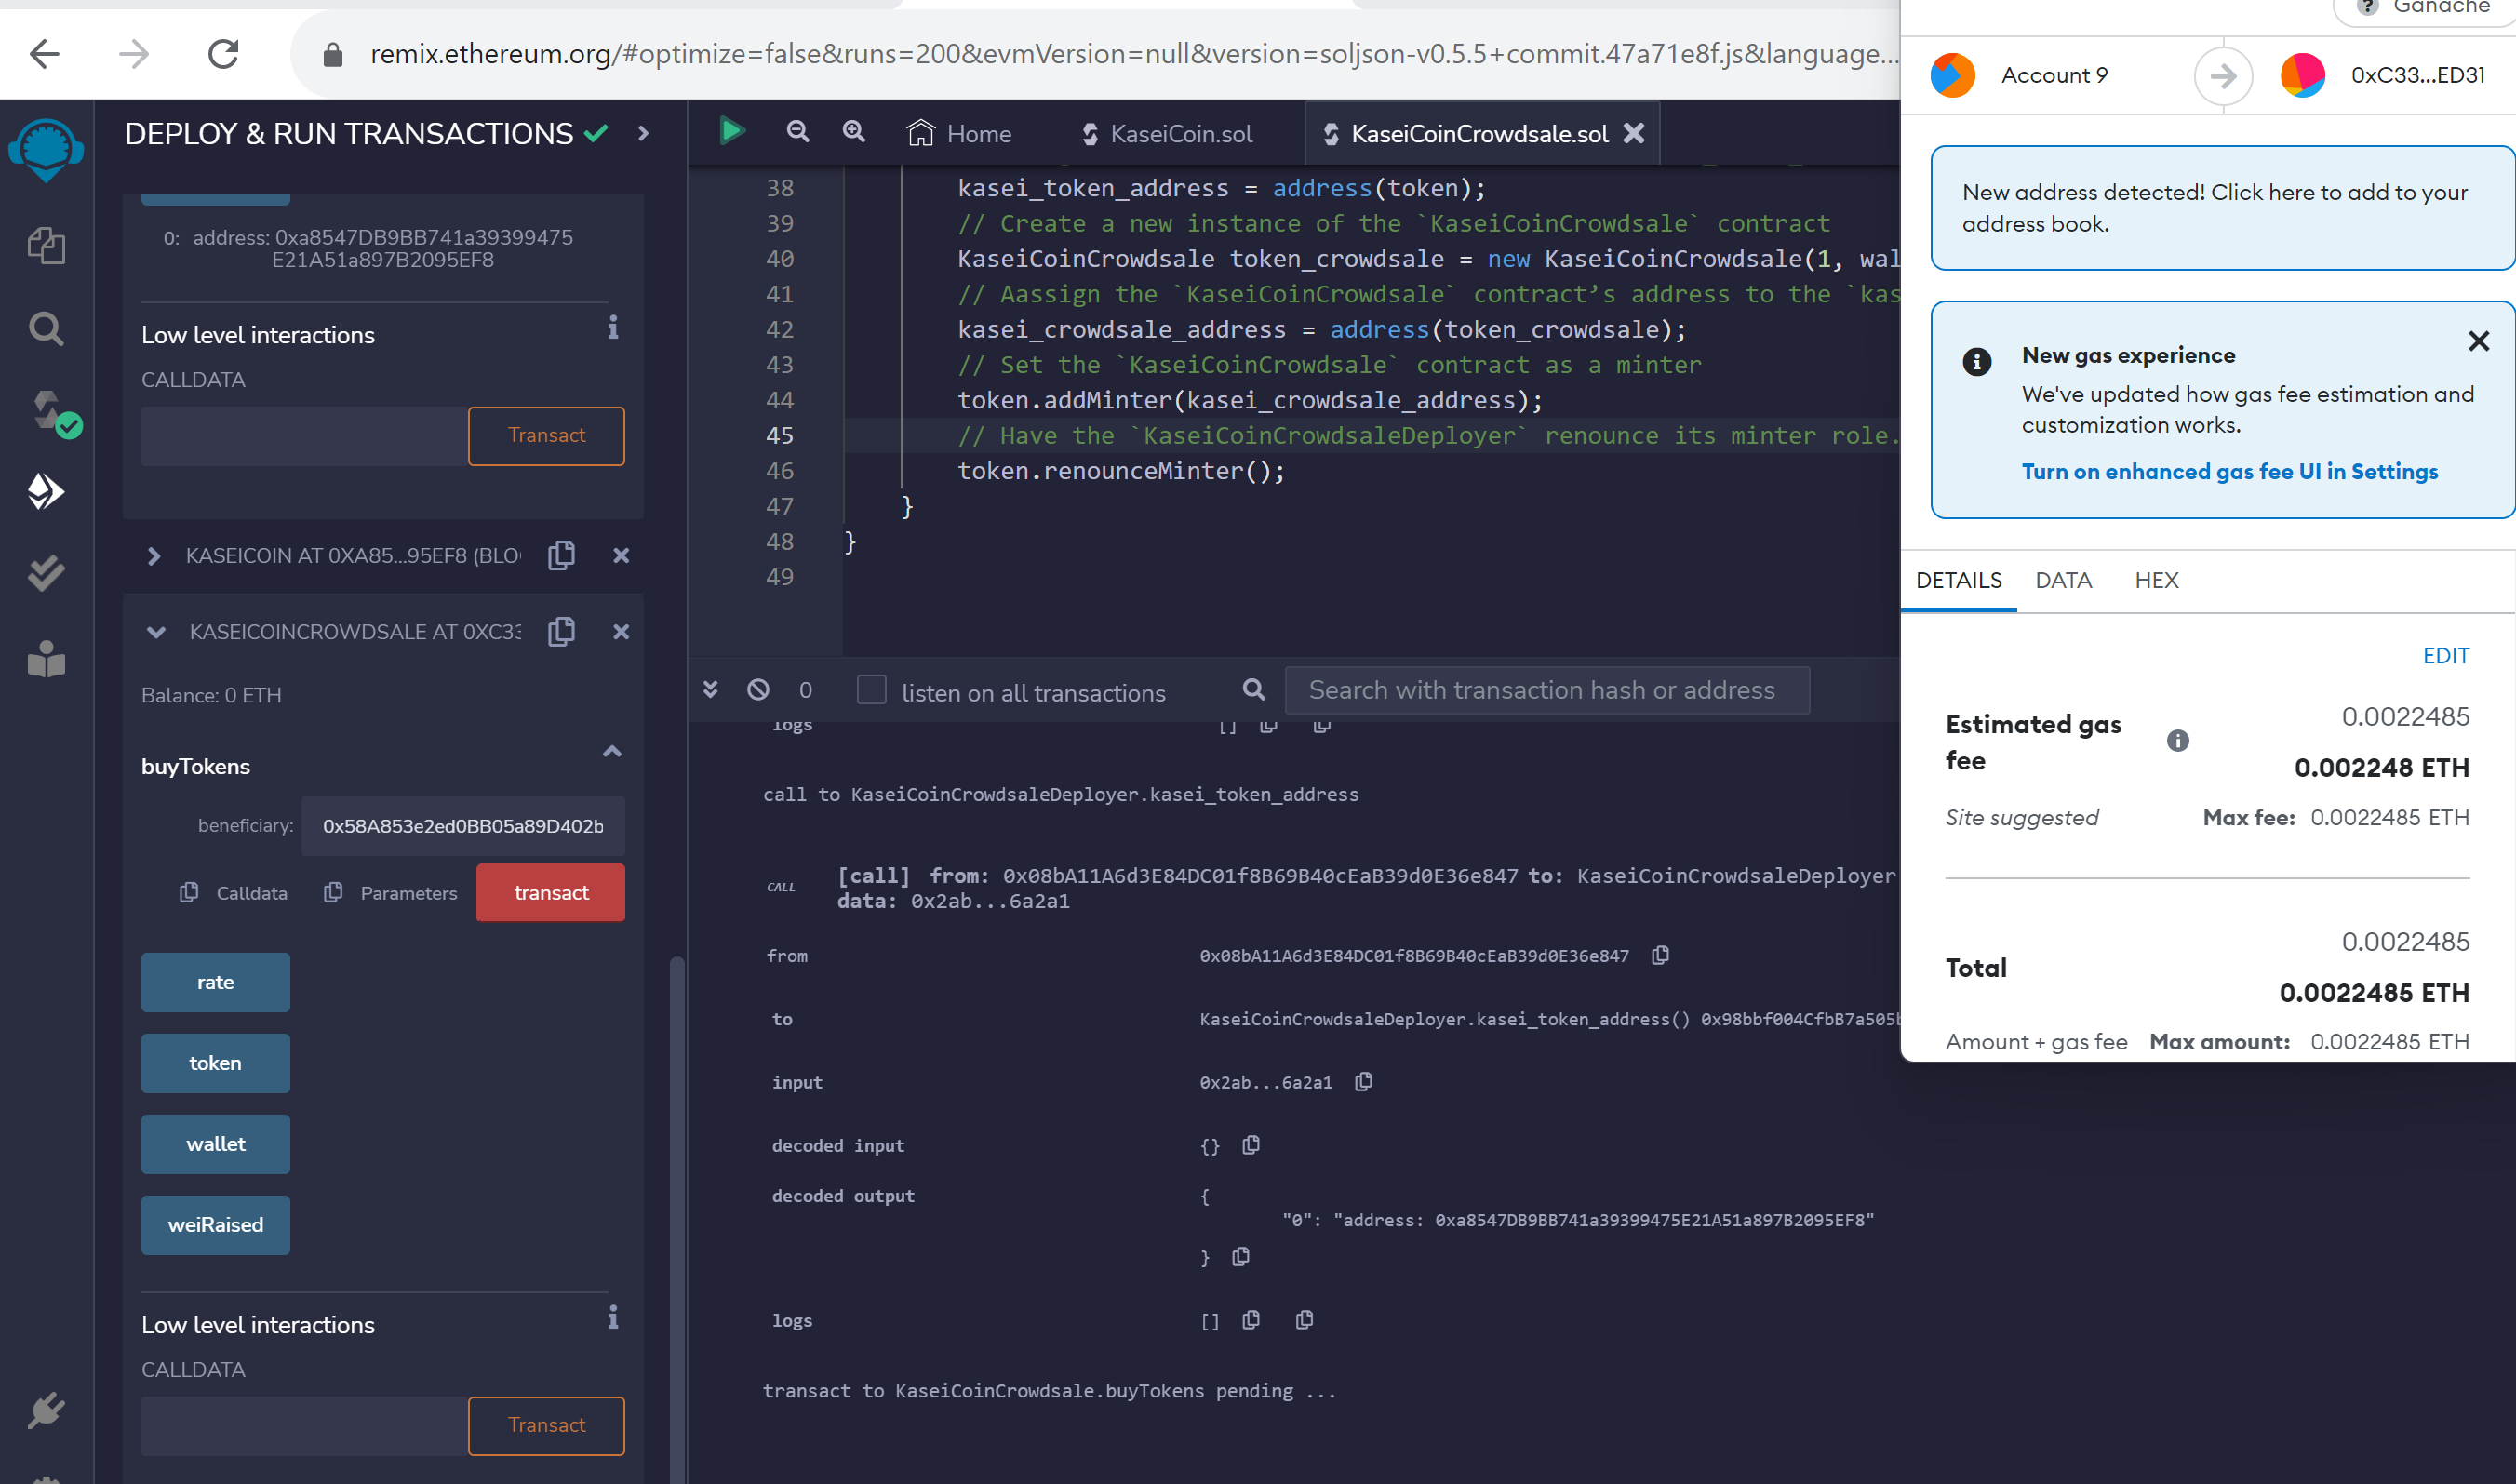 remix.ethereum.org/#optimize=false&runs=200&evmVersion=null&version=soljson-v0.5.5+commit.47a71e8f.js&language...
DEPLOY & RUN TRANSACTIONS
0: address: 0xa8547DB9BB741a39399475
E21A51a897B2095EF8
Low level interactions
CALLDATA
Transact
KASEICOIN AT 0XA85...95EF8 (BLO
KASEICOINCROWDSALE AT 0XC33
Balance: 0 ETH
buyTokens
beneficiary: 0x58A853e2ed0BB05a89D402b
Calldata Parameters transact
rate
token
wallet
weiRaised
Low level interactions
CALLDATA
Transact
Home KaseiCoin.sol KaseiCoinCrowdsale.sol
38 kasei_token_address = address(token);
39 // Create a new instance of the `KaseiCoinCrowdsale` contract
40 KaseiCoinCrowdsale token_crowdsale = new KaseiCoinCrowdsale(1, wal
41 // Aassign the `KaseiCoinCrowdsale` contract’s address to the `kas
42 kasei_crowdsale_address = address(token_crowdsale);
43 // Set the `KaseiCoinCrowdsale` contract as a minter
44 token.addMinter(kasei_crowdsale_address);
45 // Have the `KaseiCoinCrowdsaleDeployer` renounce its minter role.
46 token.renounceMinter();
47 }
48 }
49
0 listen on all transactions Search with transaction hash or address
logs []
call to KaseiCoinCrowdsaleDeployer.kasei_token_address
CALL [call] from: 0x08bA11A6d3E84DC01f8B69B40cEaB39d0E36e847 to: KaseiCoinCrowdsaleDeployer
data: 0x2ab...6a2a1
from 0x08bA11A6d3E84DC01f8B69B40cEaB39d0E36e847
to KaseiCoinCrowdsaleDeployer.kasei_token_address() 0x98bbf004CfbB7a505b
input 0x2ab...6a2a1
decoded input {}
decoded output {
"0": "address: 0xa8547DB9BB741a39399475E21A51a897B2095EF8"
}
logs []
transact to KaseiCoinCrowdsale.buyTokens pending ...
Ganache
Account 9 0xC33...ED31
New address detected! Click here to add to your
address book.
New gas experience
We've updated how gas fee estimation and
customization works.
Turn on enhanced gas fee UI in Settings
DETAILS DATA HEX
EDIT
Estimated gas
fee
0.0022485
0.002248 ETH
Site suggested Max fee: 0.0022485 ETH
0.0022485
Total
0.0022485 ETH
Amount + gas fee Max amount: 0.0022485 ETH